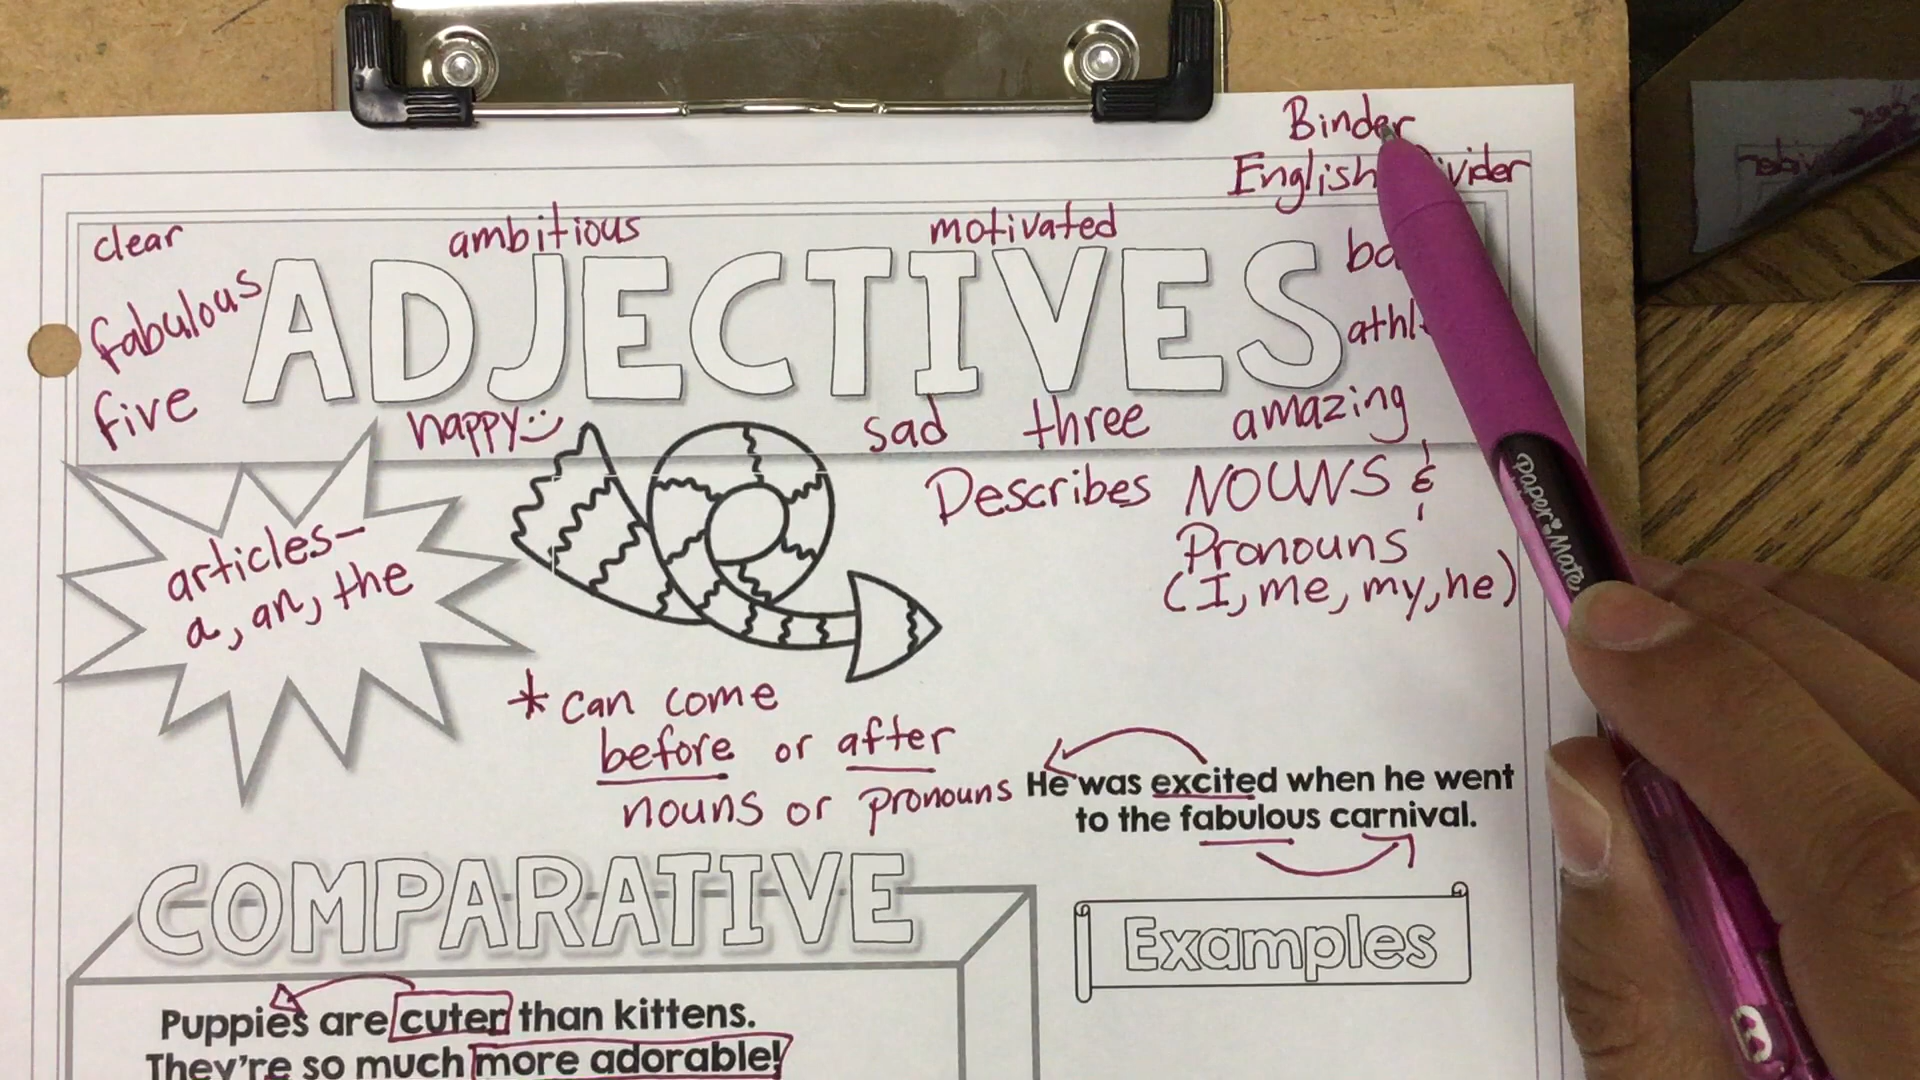 Binder
English
clear ambitious motivated
fabulous
ADJECTIVES
five happy sad three amazing
Describes NOUNS &
Pronouns
(I, me, my, he)
articles—
a, an, the
* can come
before or after
nouns or pronouns
He was excited when he went
to the fabulous carnival.
COMPARATIVE
Examples
Puppies are cuter than kittens.
They're so much more adorable!
Paper Mate